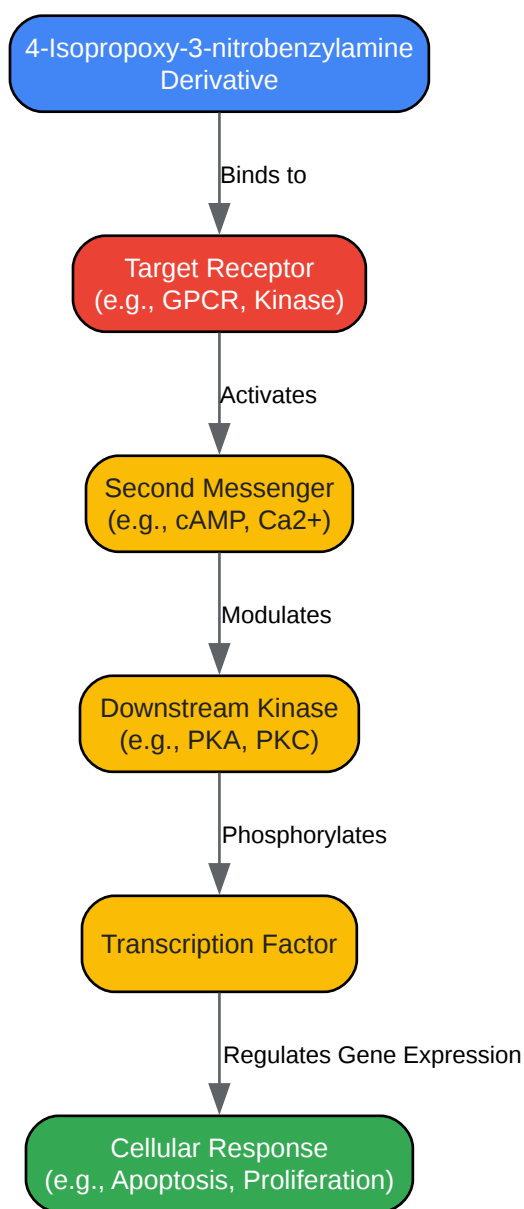 4-Isopropoxy-3-nitrobenzylamine
Derivative
Binds to
Target Receptor
(e.g., GPCR, Kinase)
Activates
Second Messenger
(e.g., cAMP, Ca2+)
Modulates
Downstream Kinase
(e.g., PKA, PKC)
Phosphorylates
Transcription Factor
Regulates Gene Expression
Cellular Response
(e.g., Apoptosis, Proliferation)